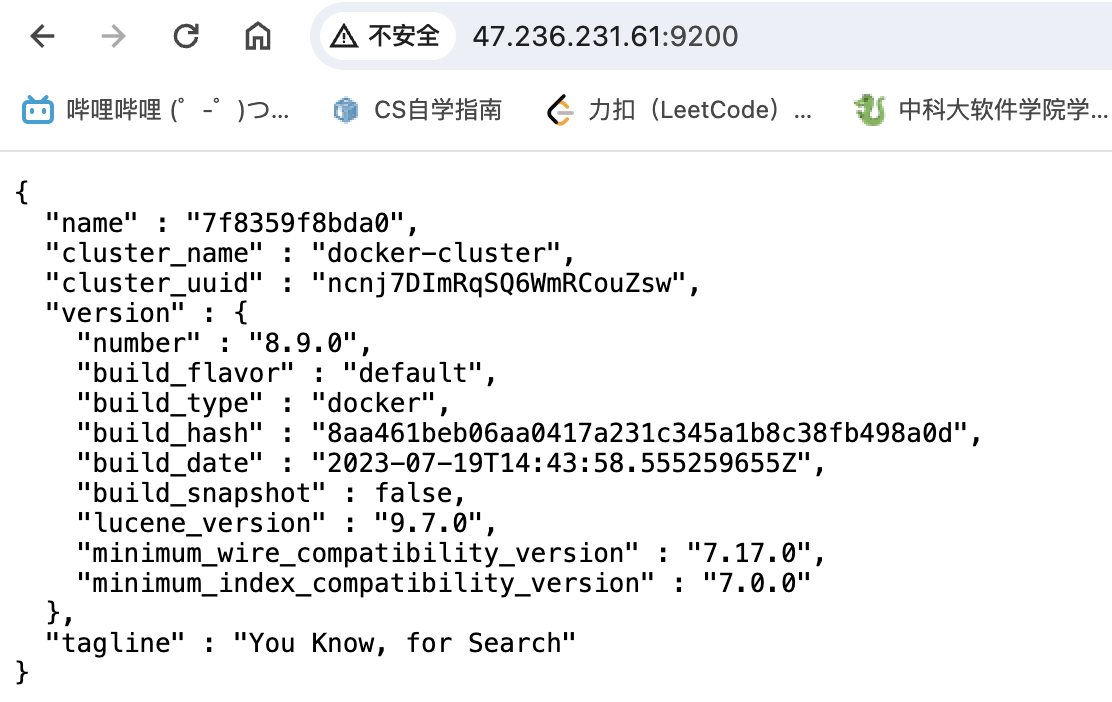 不安全 47.236.231.61:9200
哔哩哔哩 (゜-゜)つ... CS自学指南 力扣（LeetCode）... 中科大软件学院学...
{
"name" : "7f8359f8bda0",
"cluster_name" : "docker-cluster",
"cluster_uuid" : "ncnj7DImRqSQ6WmRCouZsw",
"version" : {
"number" : "8.9.0",
"build_flavor" : "default",
"build_type" : "docker",
"build_hash" : "8aa461beb06aa0417a231c345a1b8c38fb498a0d",
"build_date" : "2023-07-19T14:43:58.555259655Z",
"build_snapshot" : false,
"lucene_version" : "9.7.0",
"minimum_wire_compatibility_version" : "7.17.0",
"minimum_index_compatibility_version" : "7.0.0"
},
"tagline" : "You Know, for Search"
}